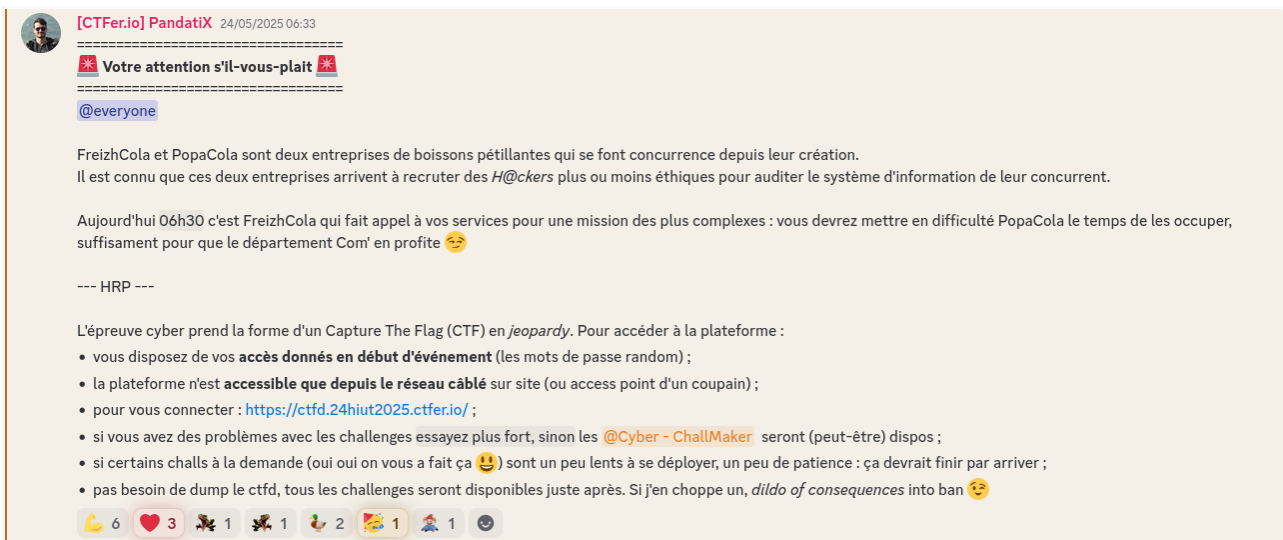 [CTFer.io] PandatiX 24/05/2025 06:33
==================================
🚨 Votre attention s'il-vous-plait 🚨
==================================
@everyone
FreizhCola et PopaCola sont deux entreprises de boissons pétillantes qui se font concurrence depuis leur création.
Il est connu que ces deux entreprises arrivent à recruter des H@ckers plus ou moins éthiques pour auditer le système d'information de leur concurrent.
Aujourd'hui 06h30 c'est FreizhCola qui fait appel à vos services pour une mission des plus complexes : vous devrez mettre en difficulté PopaCola le temps de les occuper,
suffisament pour que le département Com' en profite 😏
--- HRP ---
L'épreuve cyber prend la forme d'un Capture The Flag (CTF) en jeopardy. Pour accéder à la plateforme :
• vous disposez de vos accès donnés en début d'événement (les mots de passe random) ;
• la plateforme n'est accessible que depuis le réseau câblé sur site (ou access point d'un coupain) ;
• pour vous connecter : https://ctfd.24hiut2025.ctfer.io/ ;
• si vous avez des problèmes avec les challenges essayez plus fort, sinon les @Cyber - ChallMaker seront (peut-être) dispos ;
• si certains challs à la demande (oui oui on vous a fait ça 😃) sont un peu lents à se déployer, un peu de patience : ça devrait finir par arriver ;
• pas besoin de dump le ctfd, tous les challenges seront disponibles juste après. Si j'en choppe un, dildo of consequences into ban 😉
💪 6 ❤️ 3 1 1 🦆 2 🥳 1 1